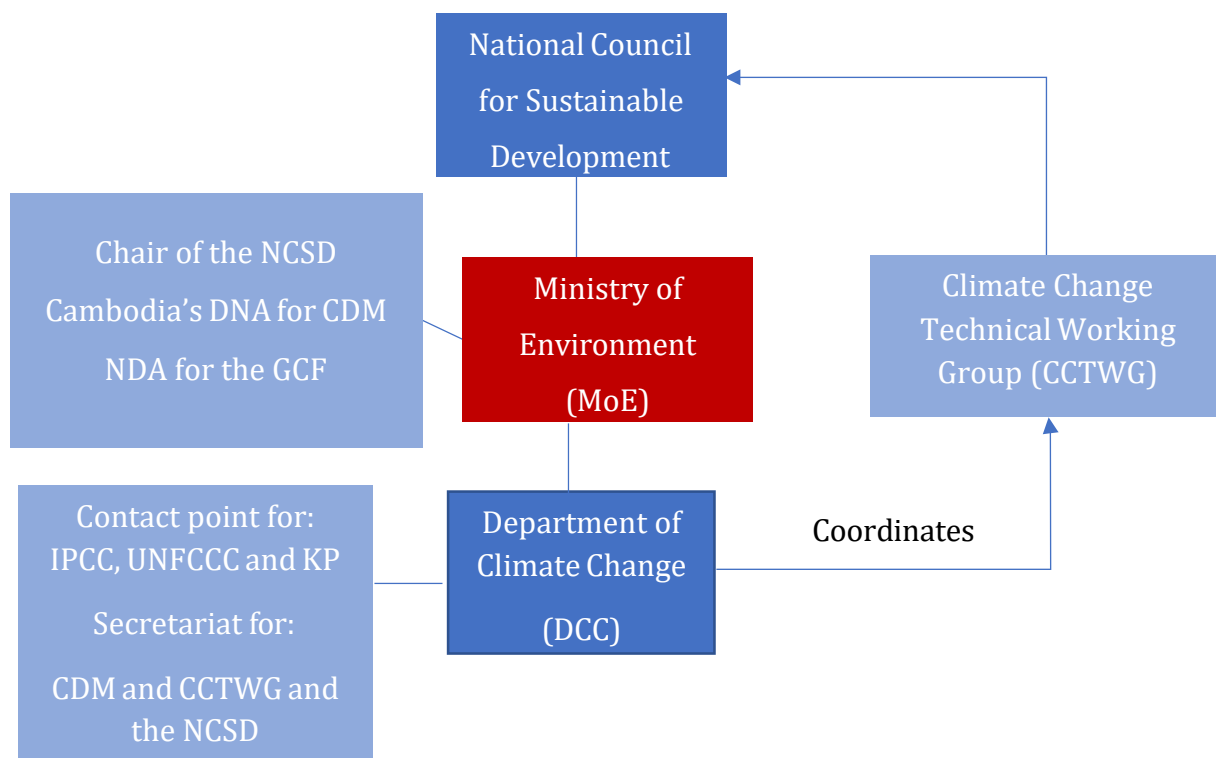 National Council
for Sustainable
Development
Chair of the NCSD
Cambodia’s DNA for CDM
NDA for the GCF
Ministry of
Environment
(MoE)
Climate Change
Technical Working
Group (CCTWG)
Contact point for:
IPCC, UNFCCC and KP
Secretariat for:
CDM and CCTWG and
the NCSD
Department of
Climate Change
(DCC)
Coordinates